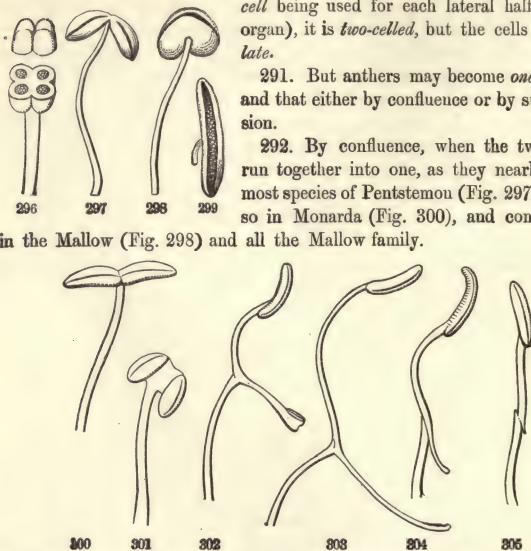 cell being used for each lateral half
organ), it is two-celled, but the cells
late.
291. But anthers may become one
and that either by confluence or by su
sion.
292. By confluence, when the tw
run together into one, as they nearl
most species of Pentstemou (Fig. 297
so in Monarda (Fig. 300), and con
296 297 298 299
in the Mallow (Fig. 298) and all the Mallow family.
300 301 302 303 304 305